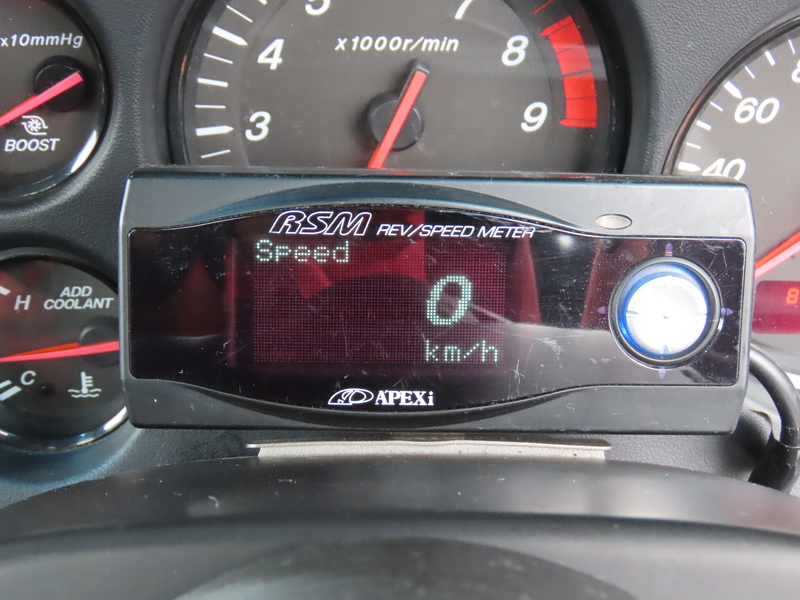 x10mmHg
BOOST
5
4
3
x1000r/min
7
8
9
60
40
8
RSM REV/SPEED METER
Speed
0
km/h
APEXi
H
ADD
COOLANT
C